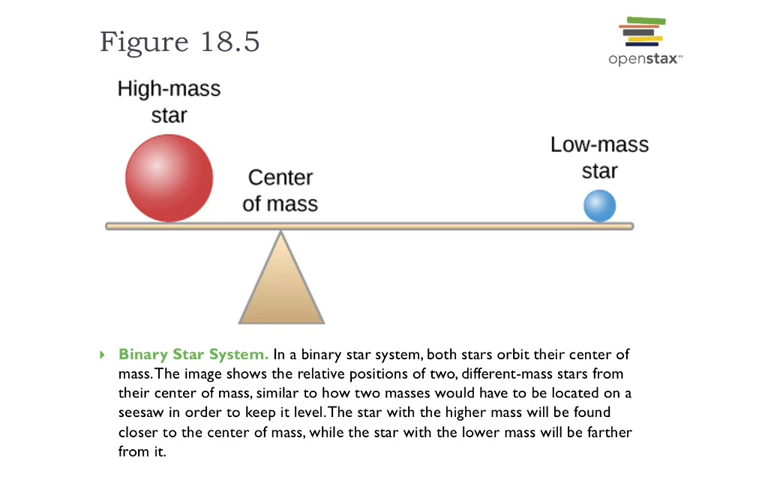 Figure 18.5
openstax™
High-mass
star
Center
of mass
Low-mass
star
Binary Star System. In a binary star system, both stars orbit their center of
mass. The image shows the relative positions of two, different-mass stars from
their center of mass, similar to how two masses would have to be located on a
seesaw in order to keep it level. The star with the higher mass will be found
closer to the center of mass, while the star with the lower mass will be farther
from it.